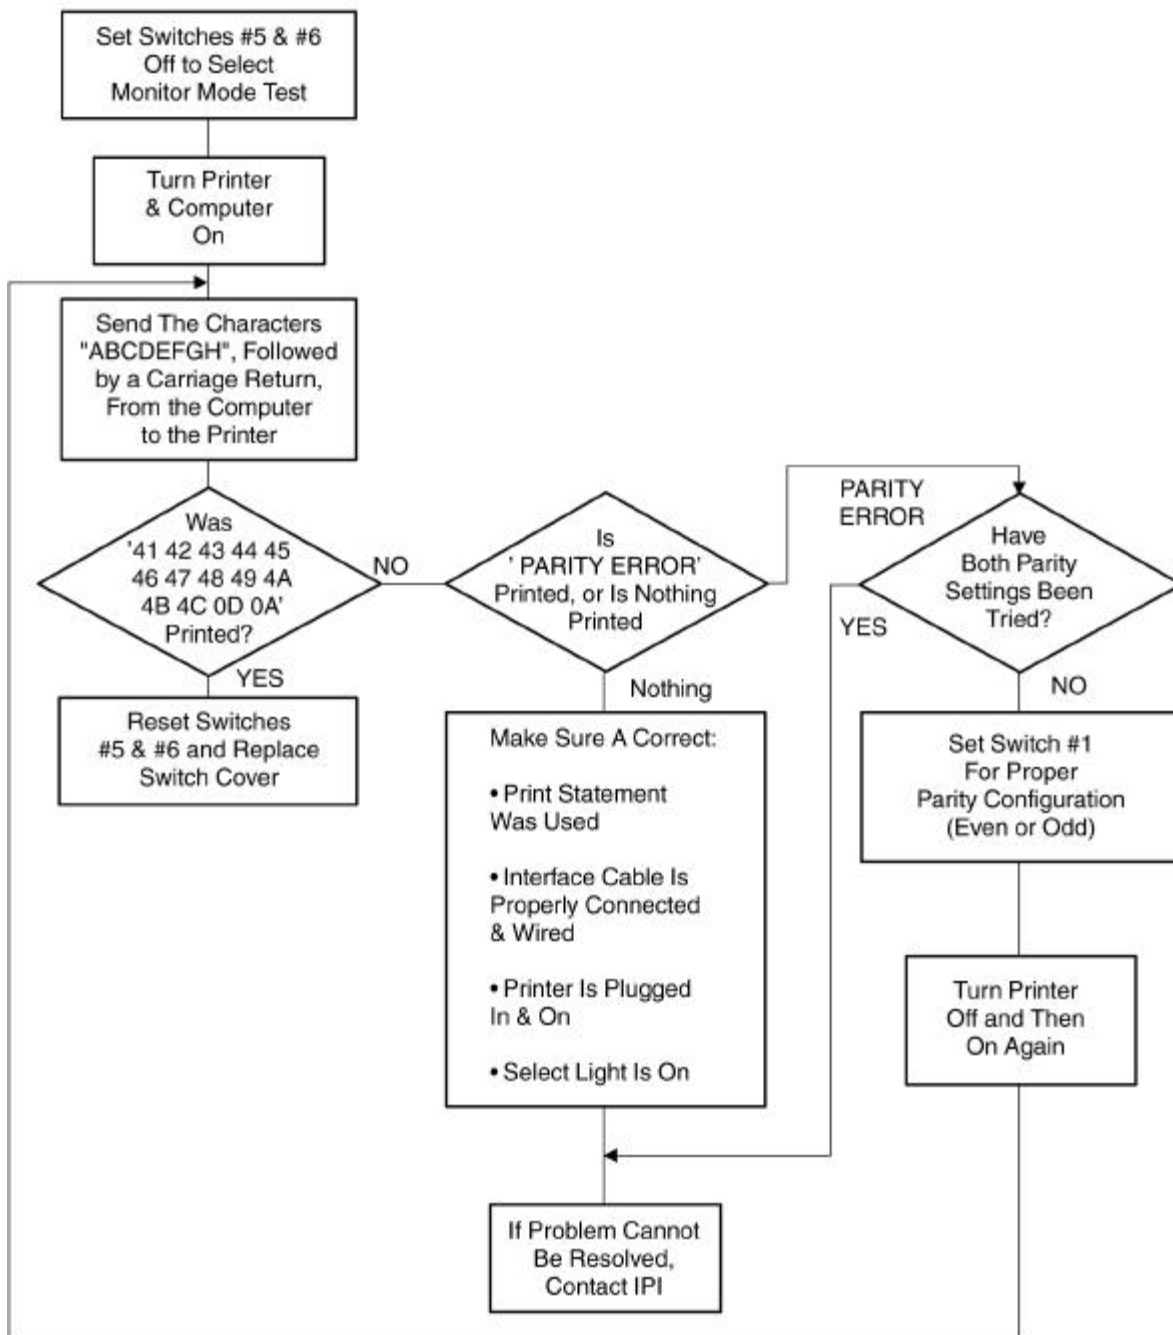 Set Switches #5 & #6
Off to Select
Monitor Mode Test
Turn Printer
& Computer
On
Send The Characters
"ABCDEFGH", Followed
by a Carriage Return,
From the Computer
to the Printer
Was
'41 42 43 44 45
46 47 48 49 4A
4B 4C 0D 0A'
Printed?
NO
YES
Reset Switches
#5 & #6 and Replace
Switch Cover
Is
' PARITY ERROR'
Printed, or Is Nothing
Printed
Nothing
Make Sure A Correct:
• Print Statement
Was Used
• Interface Cable Is
Properly Connected
& Wired
• Printer Is Plugged
In & On
• Select Light Is On
If Problem Cannot
Be Resolved,
Contact IPI
PARITY
ERROR
Have
Both Parity
Settings Been
Tried?
YES
NO
Set Switch #1
For Proper
Parity Configuration
(Even or Odd)
Turn Printer
Off and Then
On Again